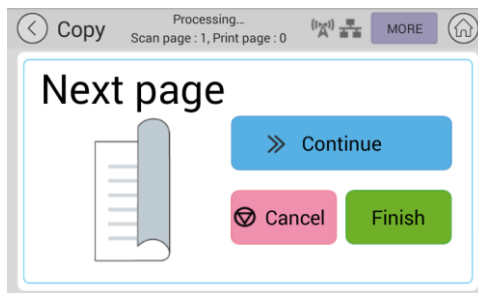 Copy
Processing...
Scan page : 1, Print page : 0
MORE
Next page
Continue
Cancel
Finish